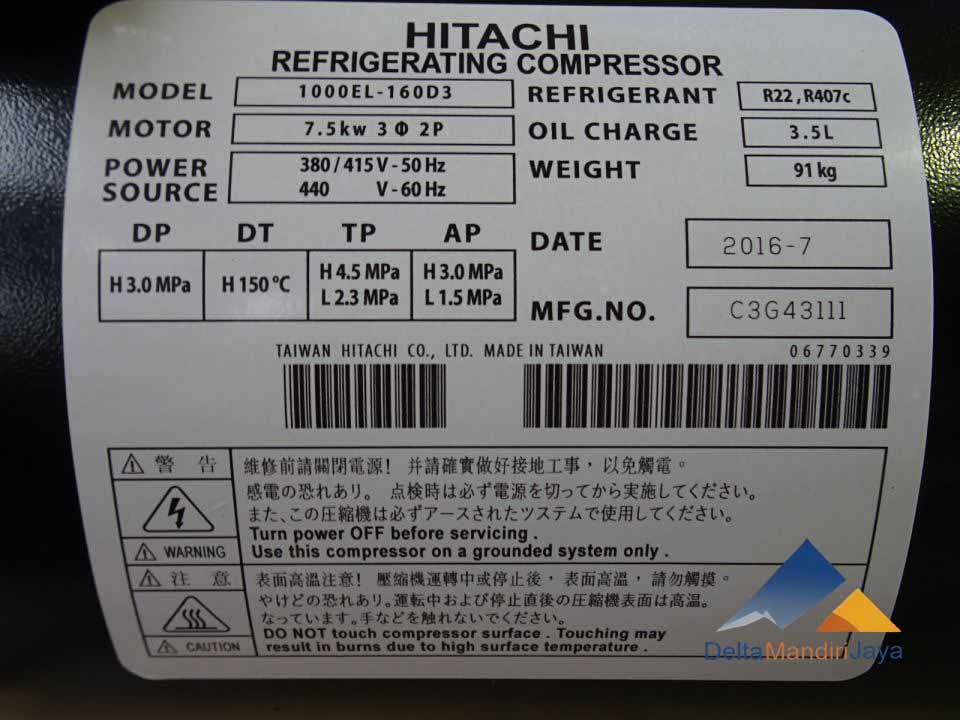 HITACHI
REFRIGERATING COMPRESSOR
MODEL 1000EL-160D3 REFRIGERANT R22,R407c
MOTOR 7.5kw 3 Φ 2P OIL CHARGE 3.5L
POWER SOURCE 380/415V-50Hz WEIGHT 91kg
440 V-60Hz
DP DT TP AP DATE 2016-7
H 3.0 MPa H 150 ºC H 4.5 MPa H 3.0 MPa
L 2.3 MPa L 1.5 MPa
MFG.NO. C3G43111
TAIWAN HITACHI CO., LTD. MADE IN TAIWAN 06770339
⚠ 警 告 維修前請關閉電源! 并請確實做好接地工事，以免觸電。
感電の恐れあリ。 点検時は必ず電源を切ってから実施してください。
また、この圧縮機は必ずアースされたツステムで使用してください。
Turn power OFF before servicing .
⚠ WARNING Use this compressor on a grounded system only .
⚠ 注 意 表面高溫注意! 壓縮機運轉中或停止後，表面高溫，請勿觸摸。
やけどの恐れあリ。運転中および停止直後の圧縮機表面は高温。
なっています。手などを触れないでください。
DO NOT touch compressor surface . Touching may
⚠ CAUTION result in burns due to high surface temperature .
DeltaMandiriJaya